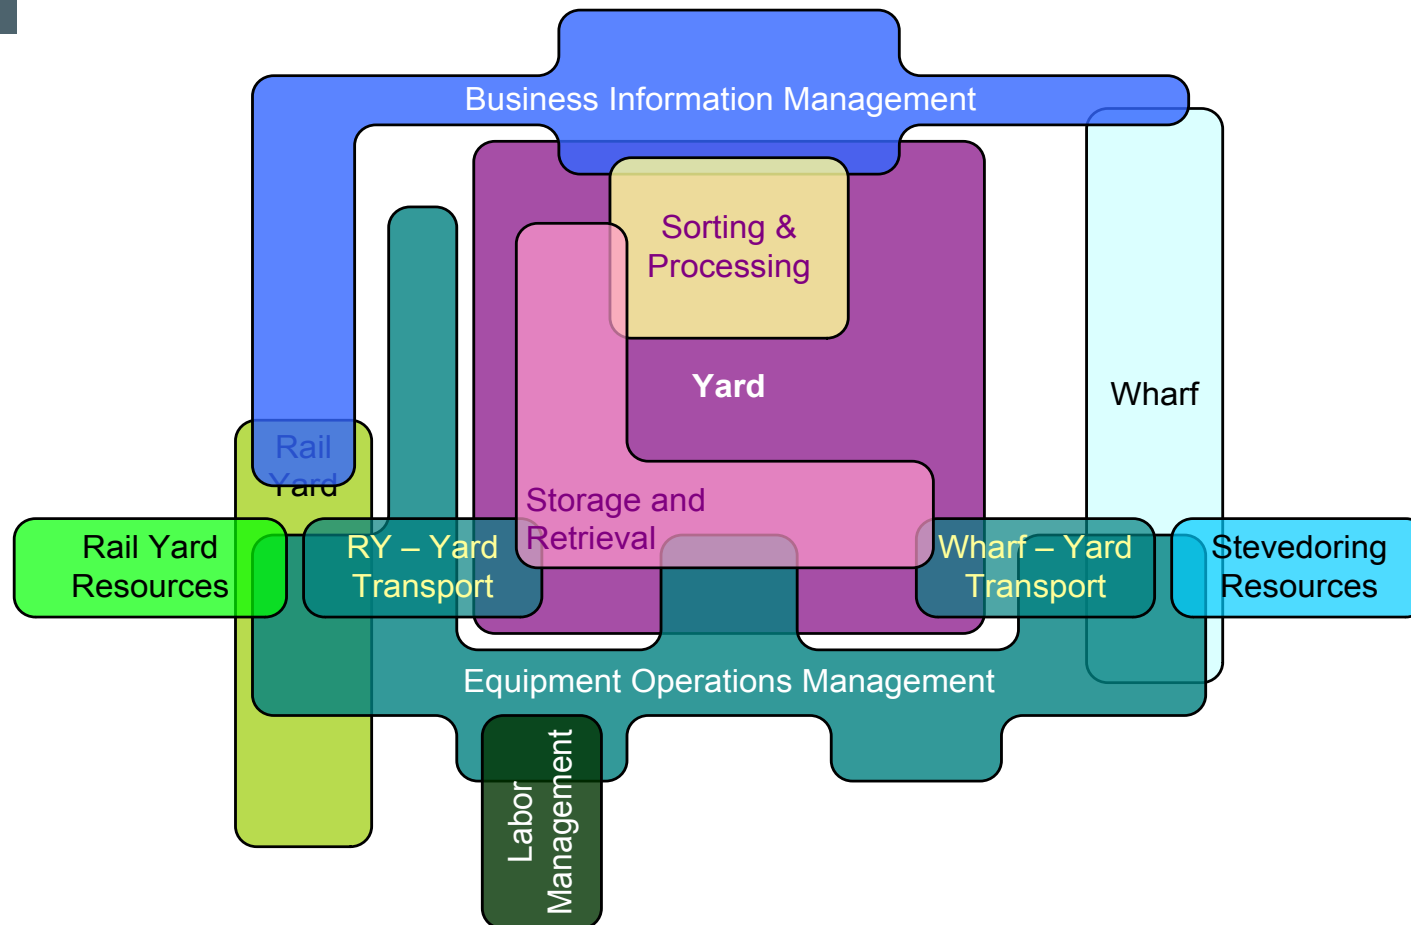 Business Information Management
Sorting &
Processing
Yard
Wharf
Rail
Yard
Storage and
Retrieval
Rail Yard
Resources
RY – Yard
Transport
Wharf – Yard
Transport
Stevedoring
Resources
Equipment Operations Management
Labor
Management